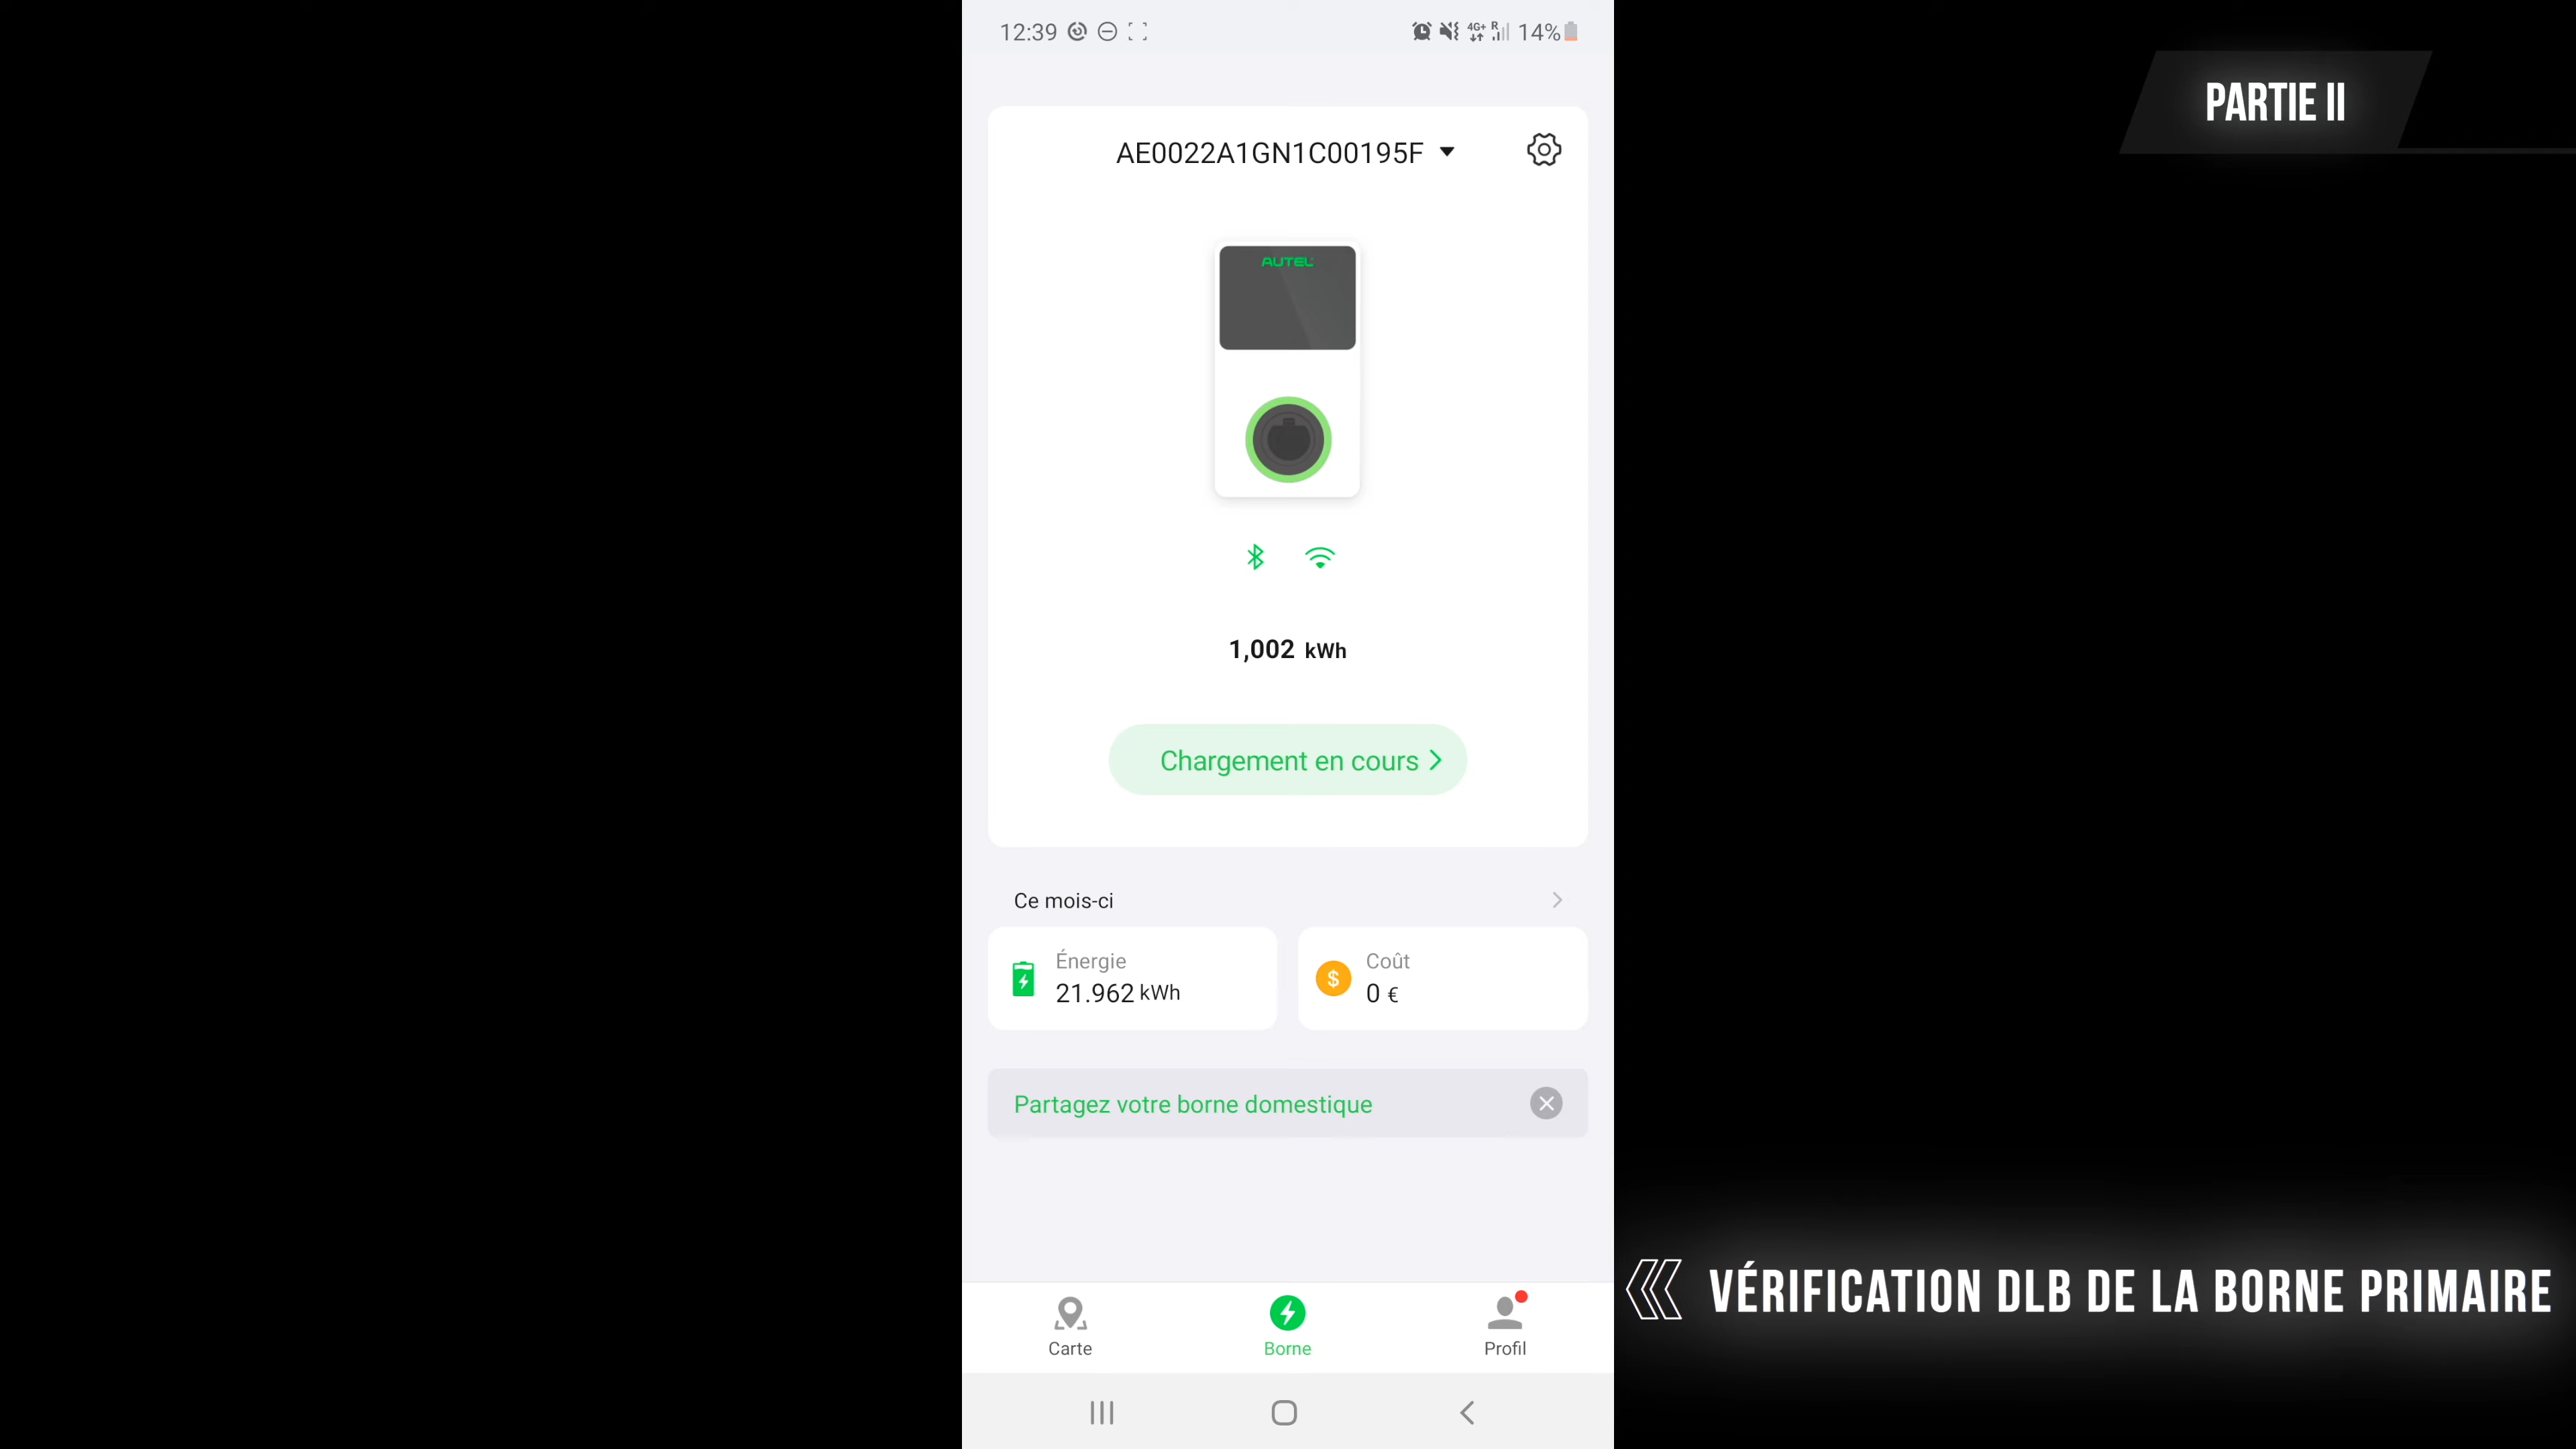 12:39
4G+ R 14%
PARTIE II
AE0022A1GN1C00195F
AUTEL
1,002 kWh
Chargement en cours
Ce mois-ci
Énergie
21.962 kWh
$
Coût
0 €
Partagez votre borne domestique
VÉRIFICATION DLB DE LA BORNE PRIMAIRE
Carte
Borne
Profil